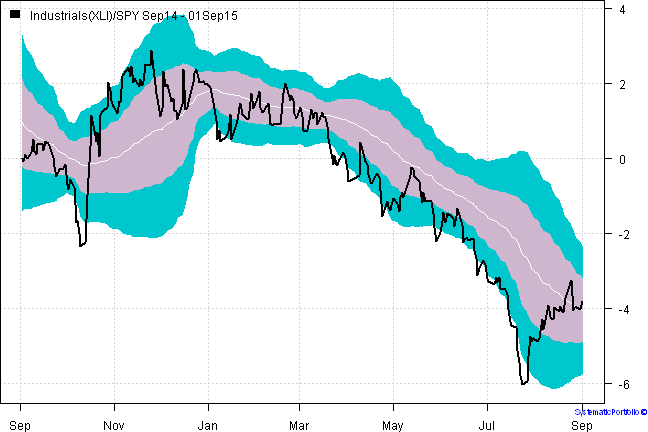 Industrials(XLI)/SPY Sep14 - 01Sep15
4
2
0
-2
-4
-6
Sep Nov Jan Mar May Jul Sep
SystematicPortfolio ©